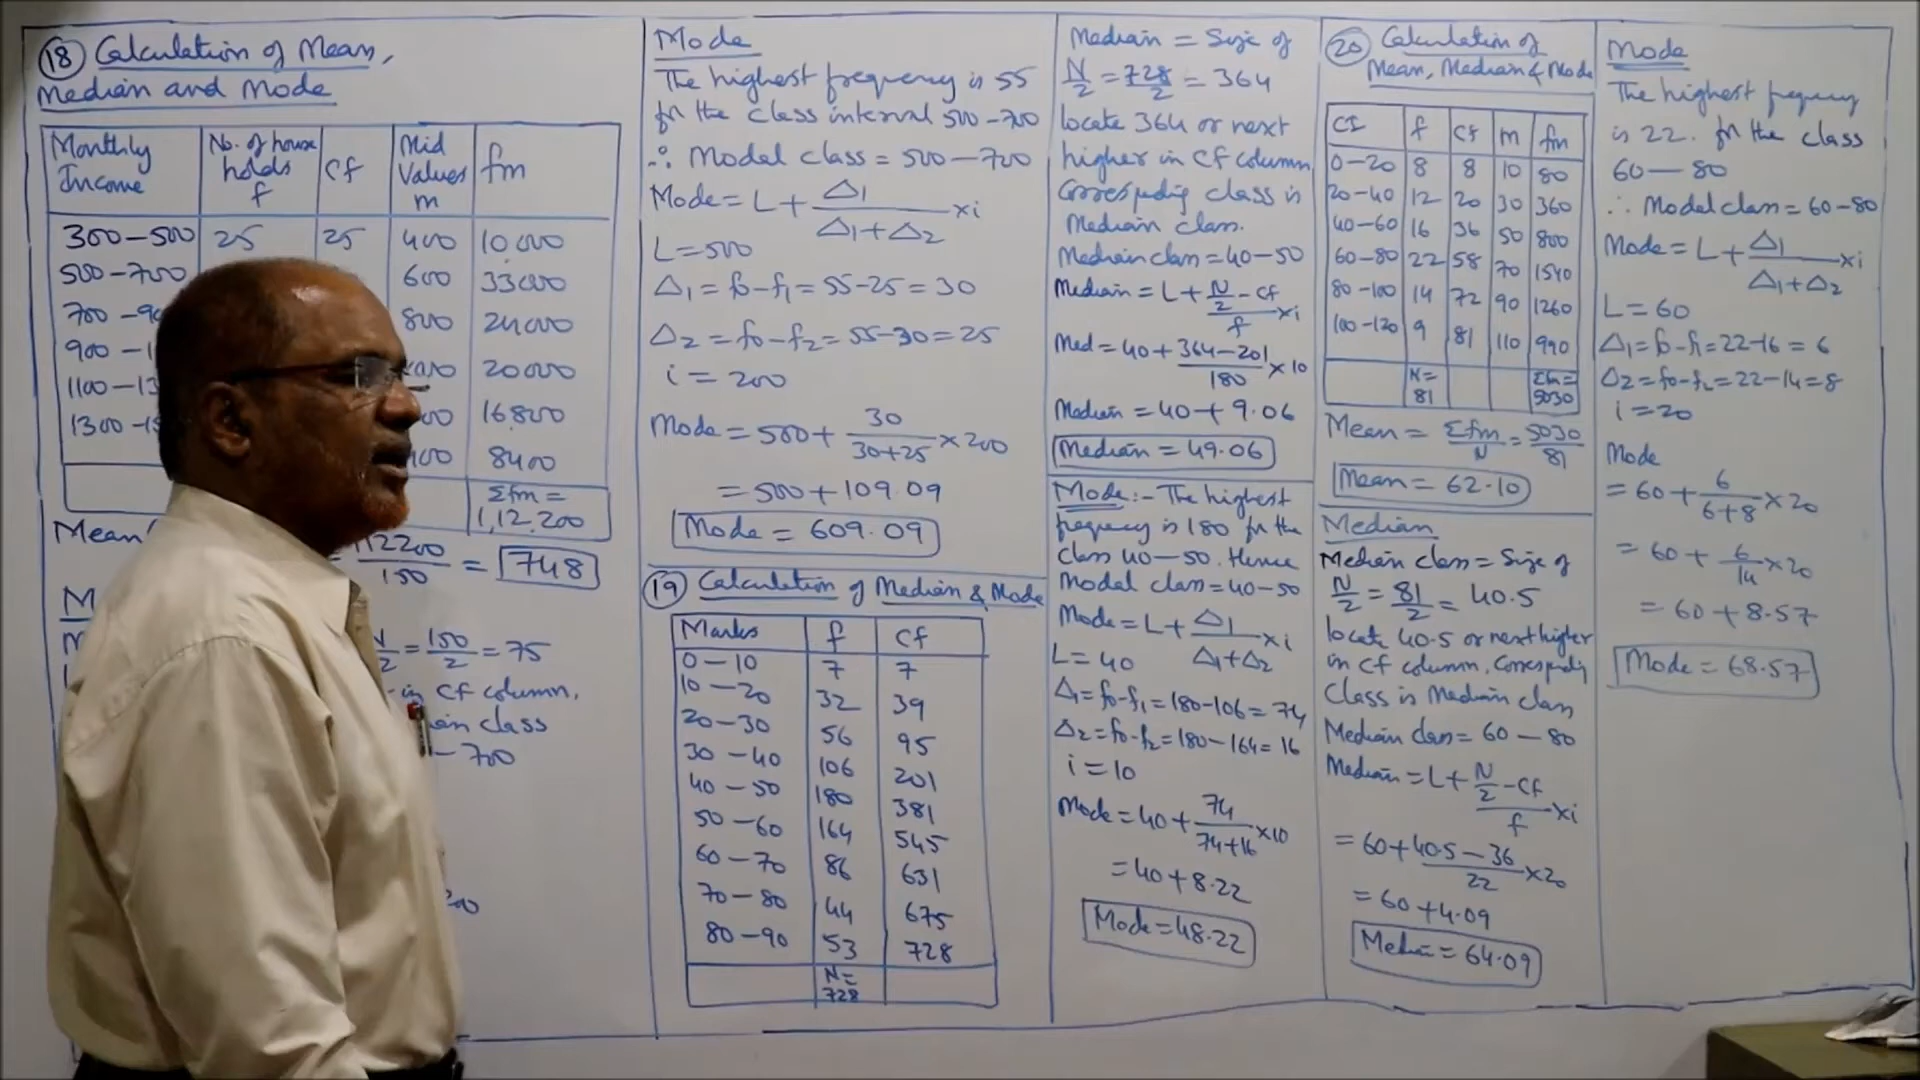 18 Calculation of Mean,
Median and Mode
Monthly Income | No. of house holds f | Cf | Mid Values m | fm
300–500 25 25 400 10,000
500–700 600 33000
700–9 800 24000
900–1 000 20000
1100–13 00 16,800
1300–15 400 8400
Σfm = 1,12,200
Mean = 112200/150 = 748
N/2 = 150/2 = 75
in Cf column,
class
– 700
200
Mode
The highest frequency is 55
for the class interval 500–700
∴ Modal class = 500–700
Mode = L + Δ1/(Δ1+Δ2) × i
L = 500
Δ1 = f0 – f1 = 55–25 = 30
Δ2 = f0 – f2 = 55–30 = 25
i = 200
Mode = 500 + 30/(30+25) × 200
= 500 + 109.09
Mode = 609.09
19 Calculation of Median & Mode
Marks f Cf
0–10 7 7
10–20 32 39
20–30 56 95
30–40 106 201
40–50 180 381
50–60 164 545
60–70 86 631
70–80 44 675
80–90 53 728
N = 728
Median = Size of
N/2 = 728/2 = 364
locate 364 or next
higher in Cf column
Corresponding class is
Median class.
Median class = 40–50
Median = L + (N/2 – Cf)/f × i
Med = 40 + (364–201)/180 × 10
Median = 40 + 9.06
Median = 49.06
Mode:- The highest
frequency is 180 for the
class 40–50. Hence
Modal class = 40–50
Mode = L + Δ1/(Δ1+Δ2) × i
L = 40
Δ1 = f0–f1 = 180–106 = 74
Δ2 = f0–f2 = 180–164 = 16
i = 10
Mode = 40 + 74/(74+16) × 10
= 40 + 8.22
Mode = 48.22
20 Calculation of
Mean, Median & Mode
CI f Cf m fm
0–20 8 8 10 80
20–40 12 20 30 360
40–60 16 36 50 800
60–80 22 58 70 1540
80–100 14 72 90 1260
100–120 9 81 110 990
N = 81 Σfm = 5030
Mean = Σfm/N = 5030/81
Mean = 62.10
Median
Median class = Size of
N/2 = 81/2 = 40.5
locate 40.5 or next higher
in Cf column. Corresponding
Class is Median class
Median class = 60 – 80
Median = L + (N/2 – Cf)/f × i
= 60 + (40.5 – 36)/22 × 20
= 60 + 4.09
Median = 64.09
Mode
The highest frequency
is 22. for the class
60 – 80
∴ Modal class = 60–80
Mode = L + Δ1/(Δ1+Δ2) × i
L = 60
Δ1 = f0–f1 = 22–16 = 6
Δ2 = f0–f2 = 22–14 = 8
i = 20
Mode
= 60 + 6/(6+8) × 20
= 60 + 6/14 × 20
= 60 + 8.57
Mode = 68.57